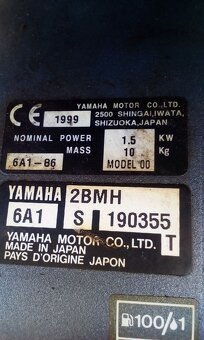 CE 1999
YAMAHA MOTOR CO.,LTD.
2500 SHINGAI,IWATA,
SHIZUOKA,JAPAN
NOMINAL POWER 1.5 KW
MASS 10 Kg
6A1-86 MODEL 00
YAMAHA 2BMH
6A1 S 190355 T
YAMAHA MOTOR CO.,LTD.
MADE IN JAPAN
PAYS D'ORIGINE JAPON
100/1